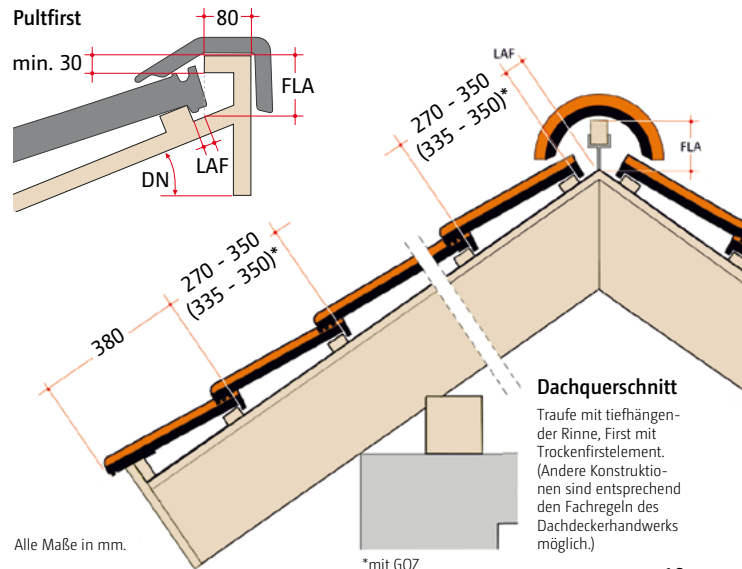 Pultfirst
80
min. 30
FLA
LAF
DN
LAF
270 - 350
(335 - 350)*
FLA
270 - 350
(335 - 350)*
380
Dachquerschnitt
Traufe mit tiefhängen-
der Rinne, First mit
Trockenfirstelement.
(Andere Konstruktio-
nen sind entsprechend
den Fachregeln des
Dachdeckerhandwerks
möglich.)
Alle Maße in mm.
*mit GOZ